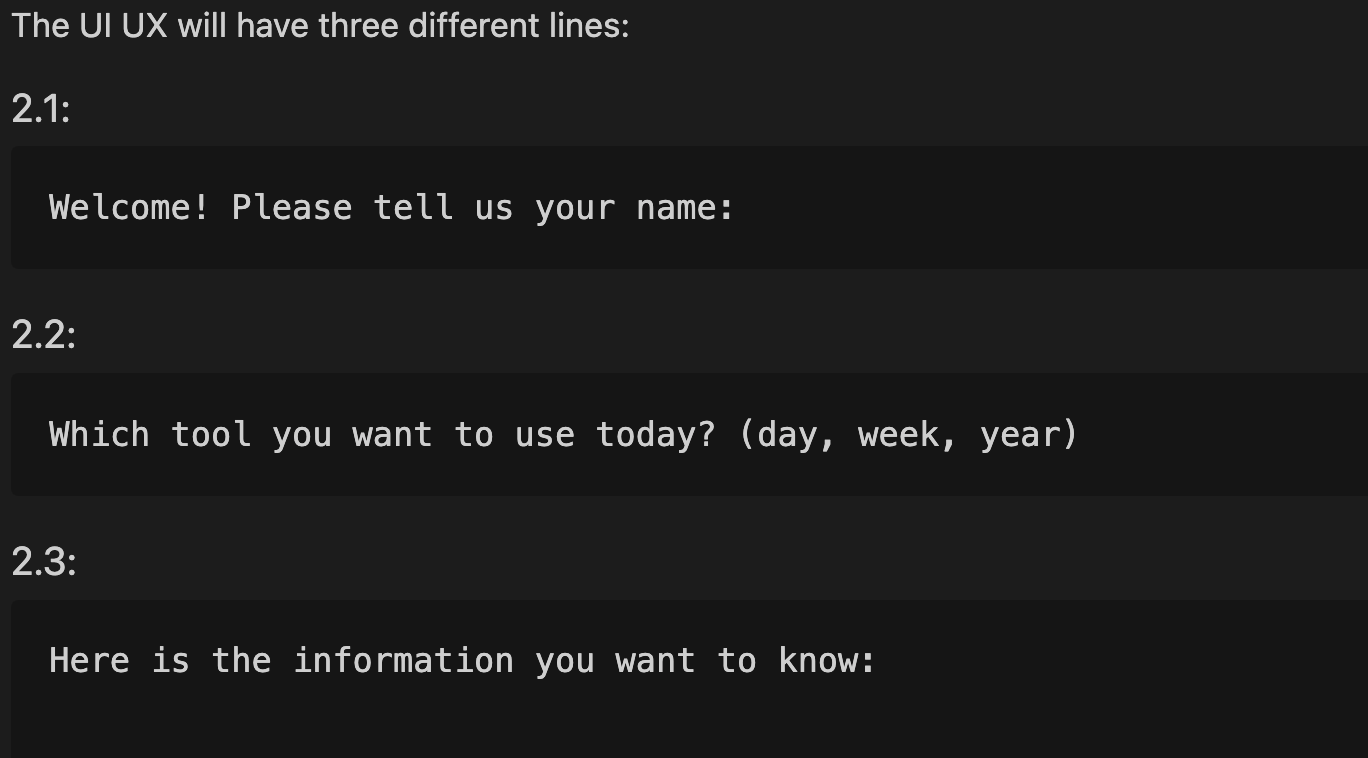 The UI UX will have three different lines:
2.1:
Welcome! Please tell us your name:
2.2:
Which tool you want to use today? (day, week, year)
2.3:
Here is the information you want to know: